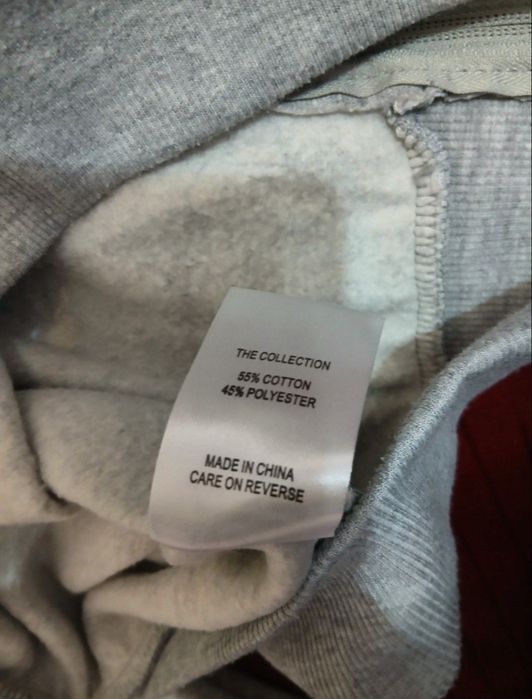 THE COLLECTION
55% COTTON
45% POLYESTER
MADE IN CHINA
CARE ON REVERSE